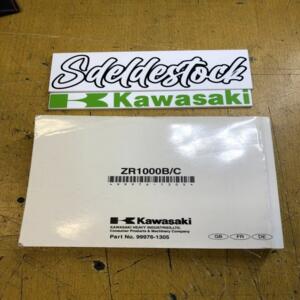 Sdeldestock
Kawasaki
ZR1000B/C
Kawasaki
KAWASAKI HEAVY INDUSTRIES,LTD.
Consumer Products & Machinery Company
Part No. 99976-1305
GB FR DE